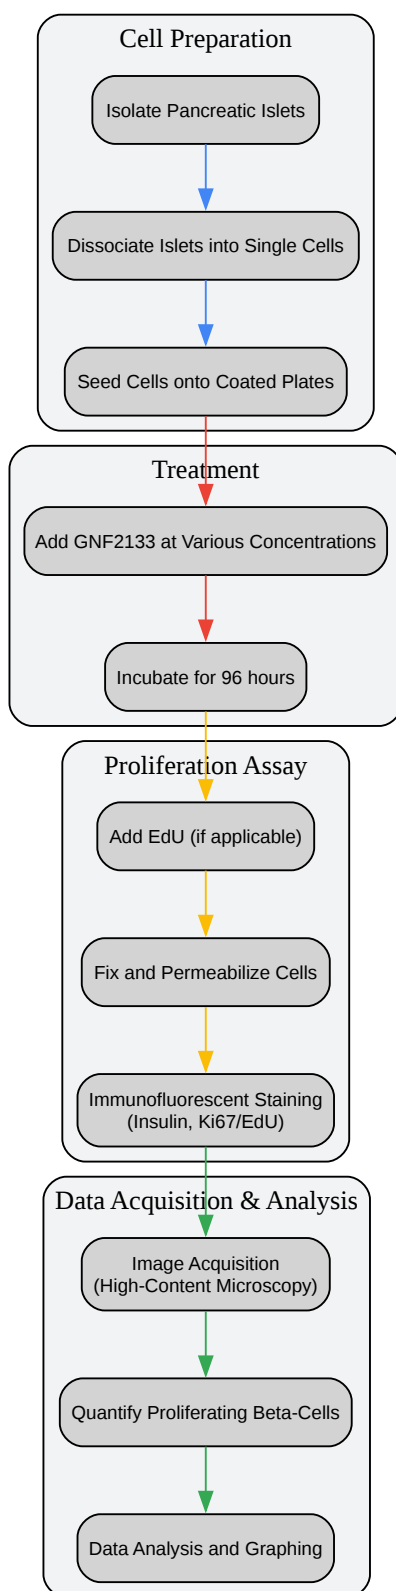 Cell Preparation
Isolate Pancreatic Islets
Dissociate Islets into Single Cells
Seed Cells onto Coated Plates
Treatment
Add GNF2133 at Various Concentrations
Incubate for 96 hours
Proliferation Assay
Add EdU (if applicable)
Fix and Permeabilize Cells
Immunofluorescent Staining
(Insulin, Ki67/EdU)
Data Acquisition & Analysis
Image Acquisition
(High-Content Microscopy)
Quantify Proliferating Beta-Cells
Data Analysis and Graphing